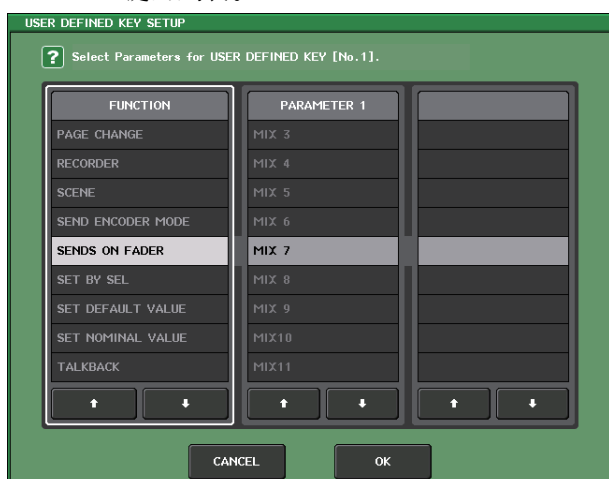 USER DEFINED KEY SETUP
? Select Parameters for USER DEFINED KEY [No.1].
FUNCTION
PAGE CHANGE
RECORDER
SCENE
SEND ENCODER MODE
SENDS ON FADER
SET BY SEL
SET DEFAULT VALUE
SET NOMINAL VALUE
TALKBACK
PARAMETER 1
MIX 3
MIX 4
MIX 5
MIX 6
MIX 7
MIX 8
MIX 9
MIX10
MIX11
CANCEL
OK